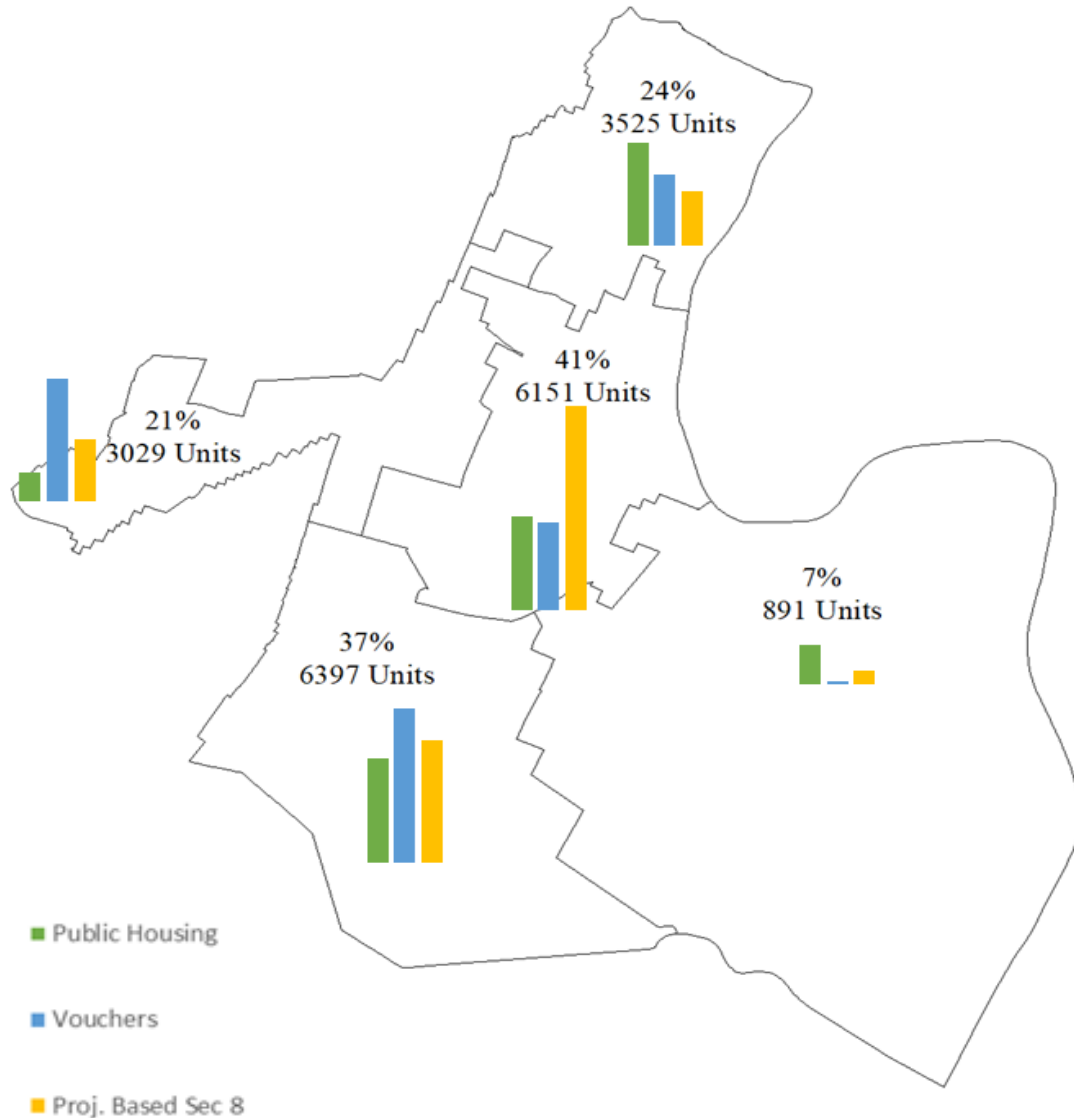 24%
3525 Units
41%
6151 Units
21%
3029 Units
7%
891 Units
37%
6397 Units
Public Housing
Vouchers
Proj. Based Sec 8